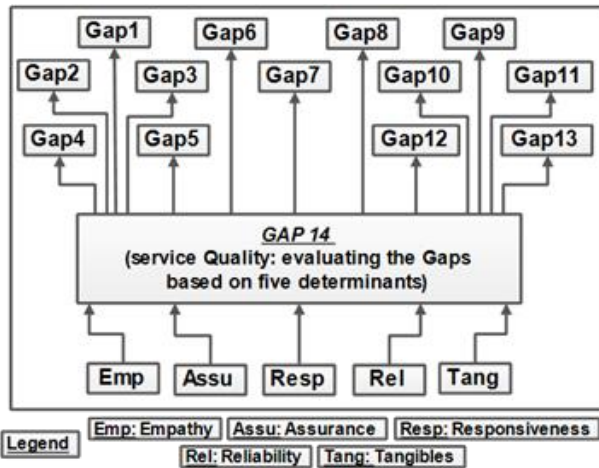 Gap1 Gap6 Gap8 Gap9
Gap2 Gap3 Gap7 Gap10 Gap11
Gap4 Gap5 Gap12 Gap13
GAP 14
(service Quality: evaluating the Gaps
based on five determinants)
Emp Assu Resp Rel Tang
Legend
Emp: Empathy Assu: Assurance Resp: Responsiveness
Rel: Reliability Tang: Tangibles